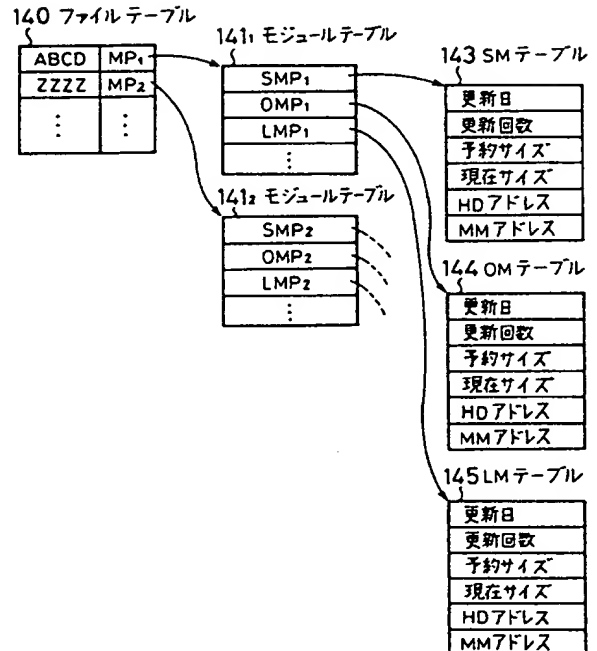 140 ファイルテーブル
ABCD MP₁
ZZZZ MP₂
⋮ ⋮
141₁ モジュールテーブル
SMP₁
OMP₁
LMP₁
⋮
141₂ モジュールテーブル
SMP₂
OMP₂
LMP₂
⋮
143 SMテーブル
更新日
更新回数
予約サイズ
現在サイズ
HDアドレス
MMアドレス
144 OMテーブル
更新日
更新回数
予約サイズ
現在サイズ
HDアドレス
MMアドレス
145 LMテーブル
更新日
更新回数
予約サイズ
現在サイズ
HDアドレス
MMアドレス